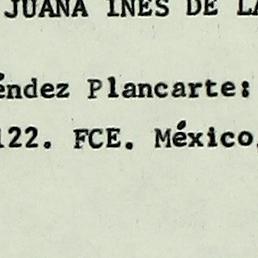 JUANA INES DE LA
éndez Plancarte:
122. FCE. México